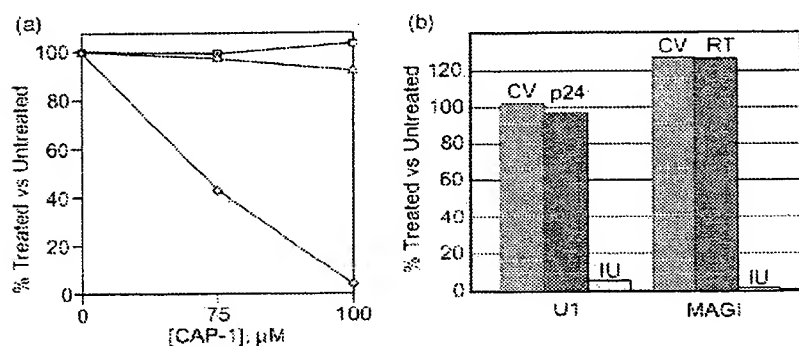 (a)
100
80
60
40
20
0
% Treated vs Untreated
0 75 100
[CAP-1], µM
(b)
120
100
80
60
40
20
0
% Treated vs Untreated
CV p24 IU
CV RT IU
U1 MAGI